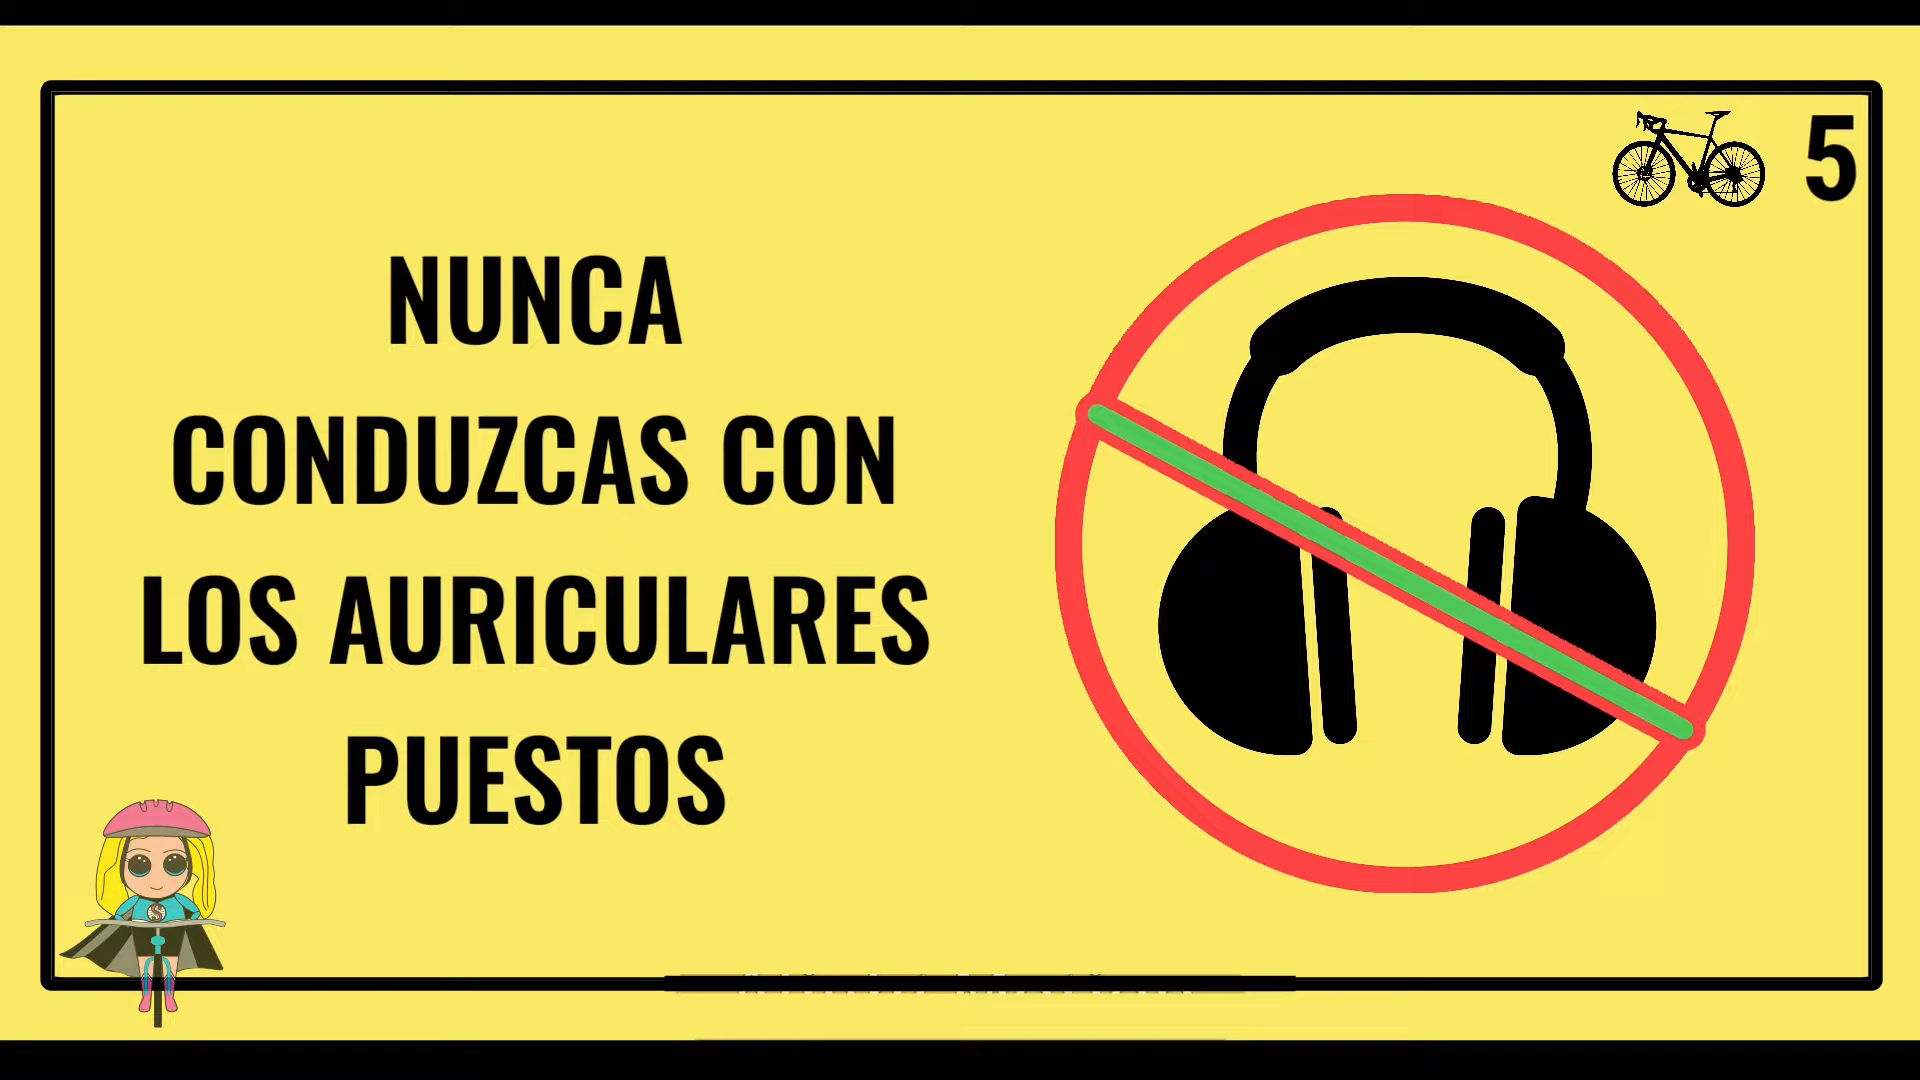 5
NUNCA
CONDUZCAS CON
LOS AURICULARES
PUESTOS
S